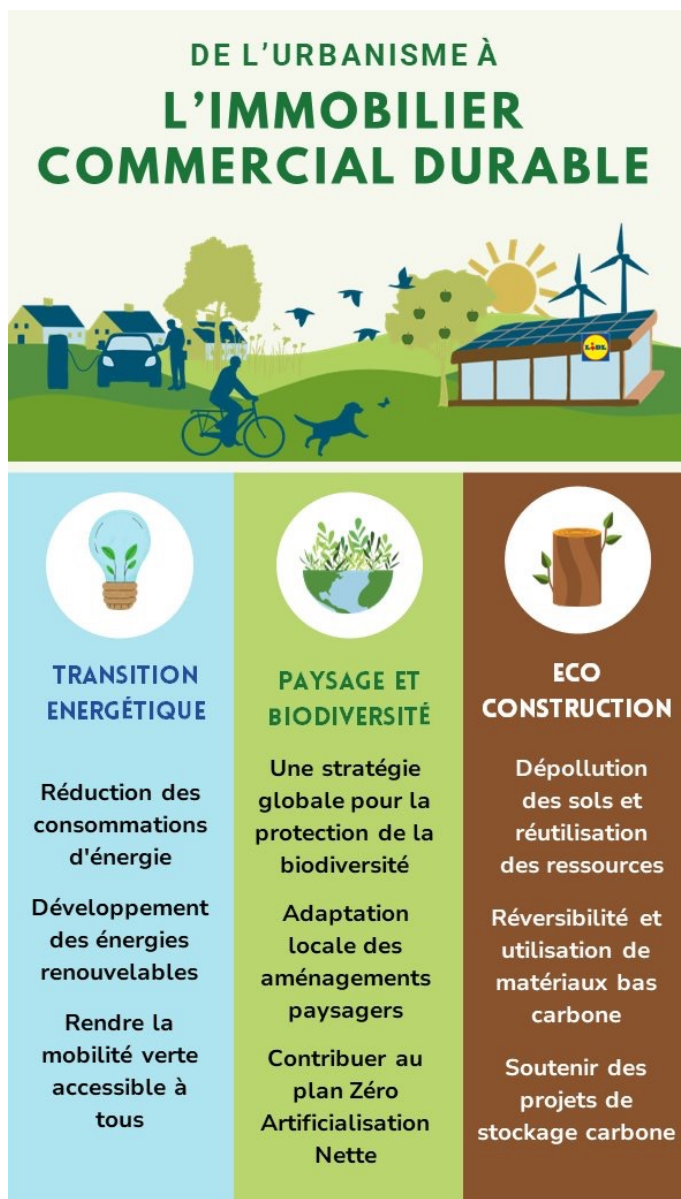 DE L'URBANISME À
L'IMMOBILIER
COMMERCIAL DURABLE
LIDL
TRANSITION
ENERGÉTIQUE
Réduction des
consommations
d'énergie
Développement
des énergies
renouvelables
Rendre la
mobilité verte
accessible à
tous
PAYSAGE ET
BIODIVERSITÉ
Une stratégie
globale pour la
protection de la
biodiversité
Adaptation
locale des
aménagements
paysagers
Contribuer au
plan Zéro
Artificialisation
Nette
ECO
CONSTRUCTION
Dépollution
des sols et
réutilisation
des ressources
Réversibilité et
utilisation de
matériaux bas
carbone
Soutenir des
projets de
stockage carbone